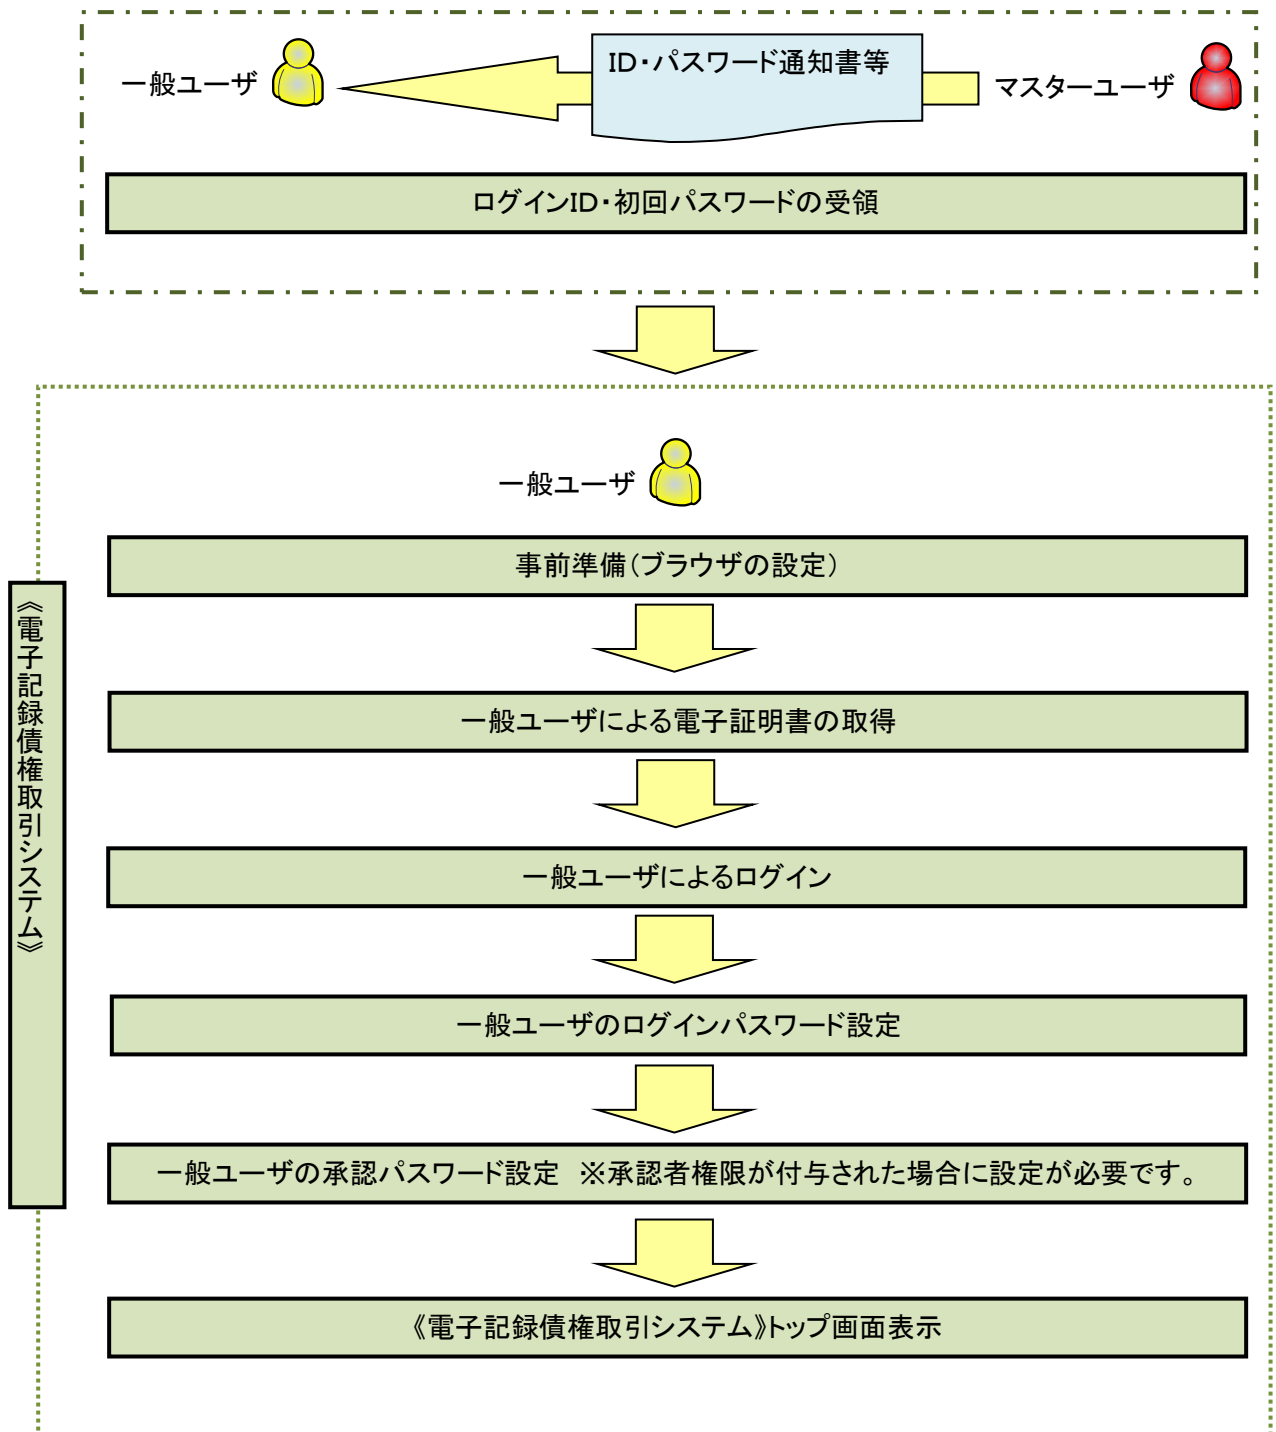 一般ユーザ
ID・パスワード通知書等
マスターユーザ
ログインID・初回パスワードの受領
一般ユーザ
事前準備（ブラウザの設定）
《電子記録債権取引システム》
一般ユーザによる電子証明書の取得
一般ユーザによるログイン
一般ユーザのログインパスワード設定
一般ユーザの承認パスワード設定　※承認者権限が付与された場合に設定が必要です。
《電子記録債権取引システム》トップ画面表示